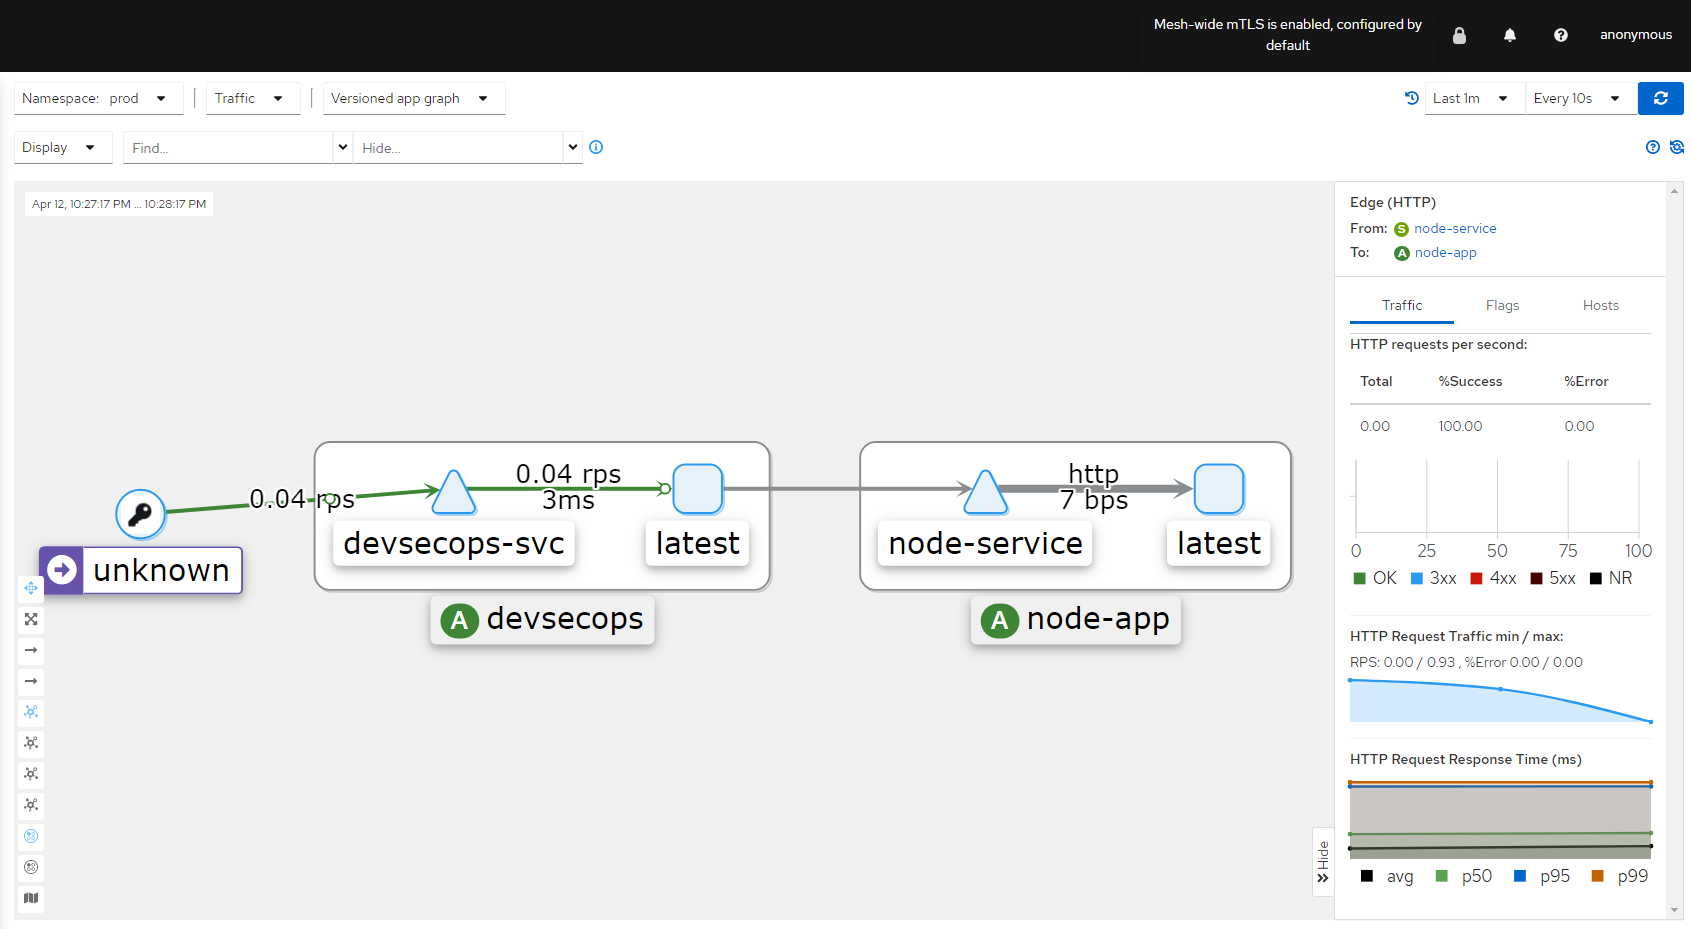 Mesh-wide mTLS is enabled, configured by
default
anonymous
Namespace: prod
Traffic
Versioned app graph
Last 1m
Every 10s
Display
Find...
Hide...
Apr 12, 10:27:17 PM ... 10:28:17 PM
Edge (HTTP)
From: S node-service
To: A node-app
Traffic Flags Hosts
HTTP requests per second:
Total %Success %Error
0.00 100.00 0.00
0 25 50 75 100
OK 3xx 4xx 5xx NR
HTTP Request Traffic min / max:
RPS: 0.00 / 0.93 , %Error 0.00 / 0.00
HTTP Request Response Time (ms)
avg p50 p95 p99
Hide
0.04 rps
unknown
0.04 rps
3ms
devsecops-svc
latest
A devsecops
http
7 bps
node-service
latest
A node-app